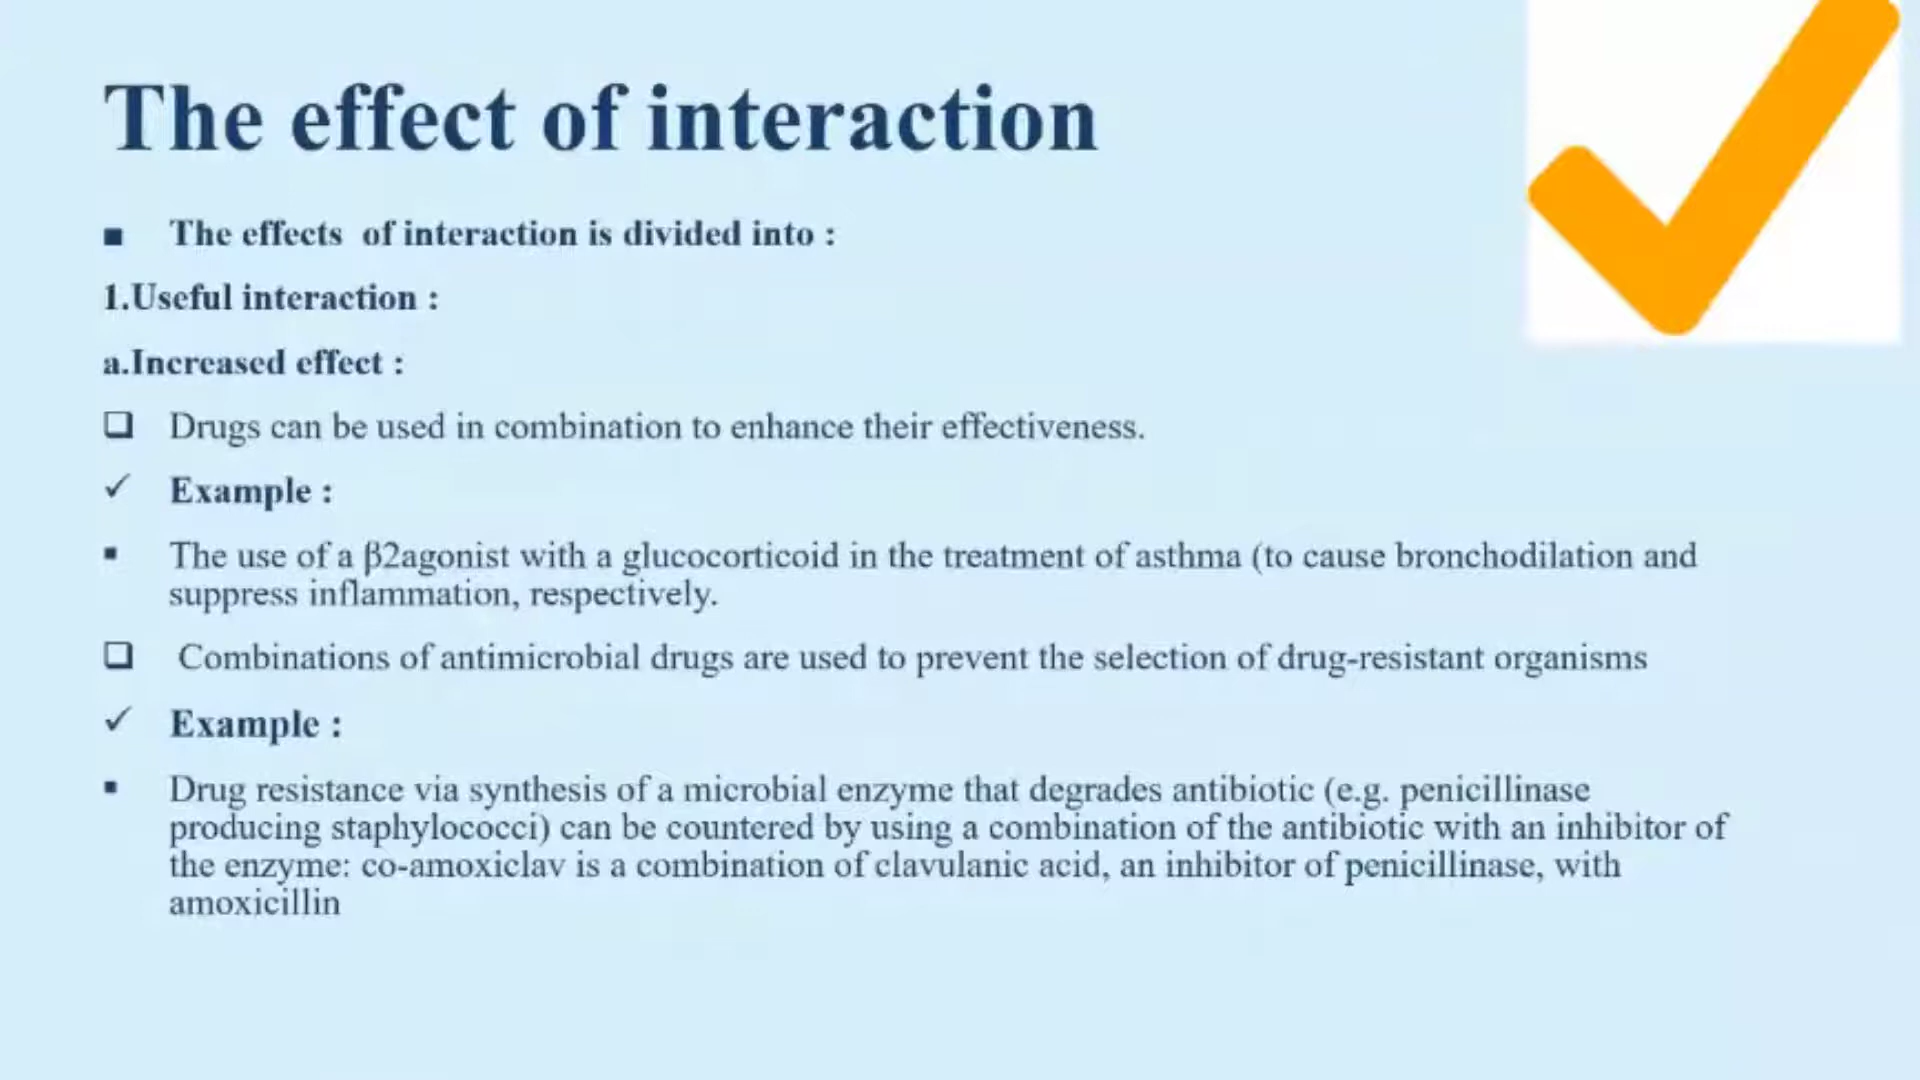 The effect of interaction
▪ The effects of interaction is divided into :
1.Useful interaction :
a.Increased effect :
❑ Drugs can be used in combination to enhance their effectiveness.
✓ Example :
▪ The use of a β2agonist with a glucocorticoid in the treatment of asthma (to cause bronchodilation and
suppress inflammation, respectively.
❑ Combinations of antimicrobial drugs are used to prevent the selection of drug-resistant organisms
✓ Example :
▪ Drug resistance via synthesis of a microbial enzyme that degrades antibiotic (e.g. penicillinase
producing staphylococci) can be countered by using a combination of the antibiotic with an inhibitor of
the enzyme: co-amoxiclav is a combination of clavulanic acid, an inhibitor of penicillinase, with
amoxicillin